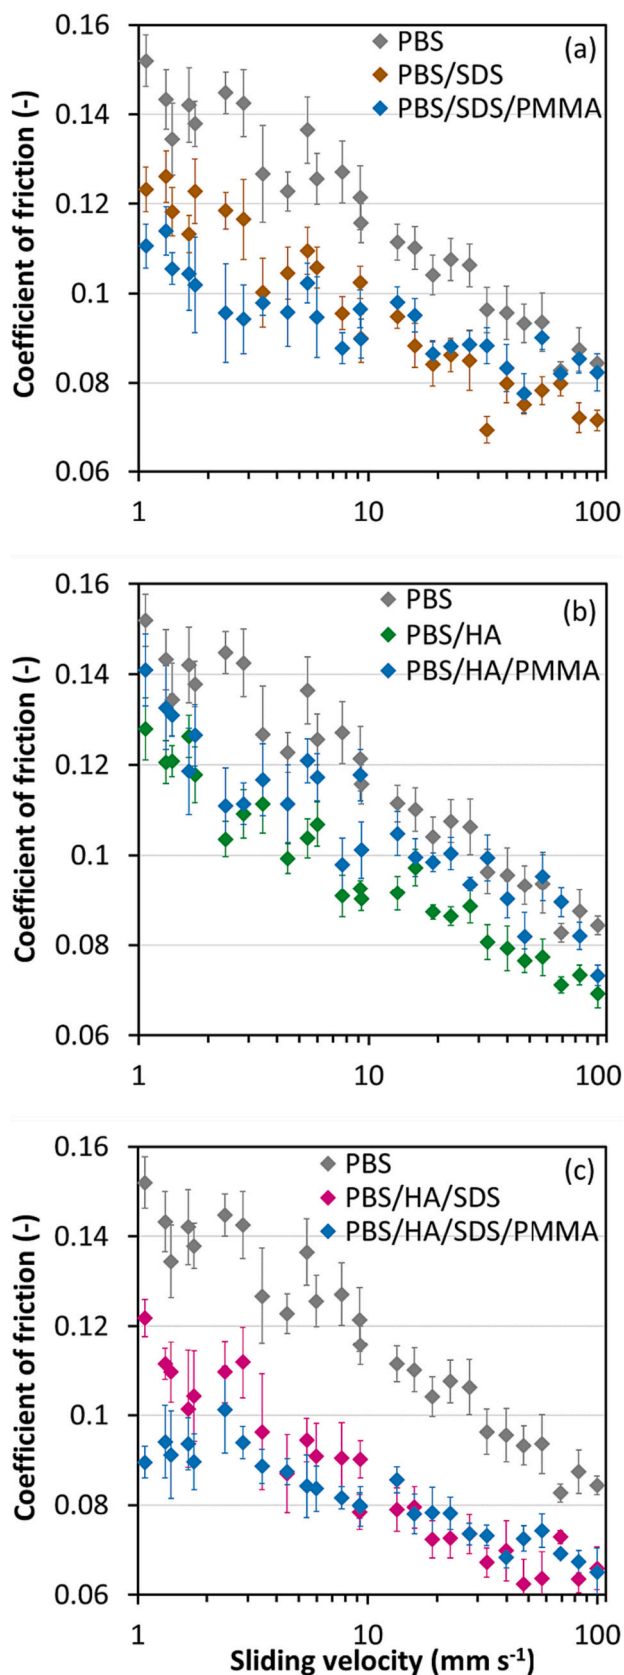 0.16
(a)
PBS
PBS/SDS
PBS/SDS/PMMA
0.14
0.12
0.1
0.08
0.06
Coefficient of friction (-)
1
10
100
0.16
(b)
PBS
PBS/HA
PBS/HA/PMMA
0.14
0.12
0.1
0.08
0.06
Coefficient of friction (-)
1
10
100
0.16
(c)
PBS
PBS/HA/SDS
PBS/HA/SDS/PMMA
0.14
0.12
0.1
0.08
0.06
Coefficient of friction (-)
1
10
100
Sliding velocity (mm s⁻¹)